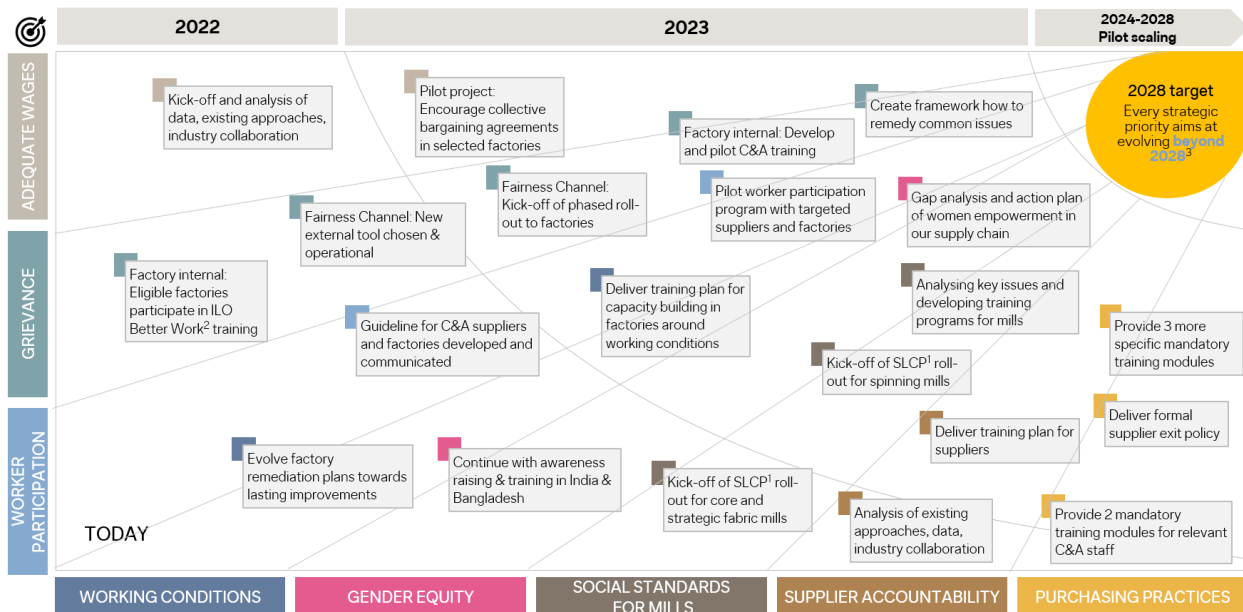 2022
2023
2024-2028
Pilot scaling
ADEQUATE WAGES
GRIEVANCE
WORKER
PARTICIPATION
Kick-off and analysis of
data, existing approaches,
industry collaboration
Pilot project:
Encourage collective
bargaining agreements
in selected factories
Factory internal: Develop
and pilot C&A training
Create framework how to
remedy common issues
2028 target
Every strategic
priority aims at
evolving beyond
2028³
Fairness Channel: New
external tool chosen &
operational
Fairness Channel:
Kick-off of phased roll-
out to factories
Pilot worker participation
program with targeted
suppliers and factories
Gap analysis and action plan
of women empowerment in
our supply chain
Factory internal:
Eligible factories
participate in ILO
Better Work² training
Guideline for C&A suppliers
and factories developed and
communicated
Deliver training plan for
capacity building in
factories around
working conditions
Analysing key issues and
developing training
programs for mills
Provide 3 more
specific mandatory
training modules
Kick-off of SLCP¹ roll-
out for spinning mills
Deliver formal
supplier exit policy
Deliver training plan for
suppliers
Evolve factory
remediation plans towards
lasting improvements
Continue with awareness
raising & training in India &
Bangladesh
Kick-off of SLCP¹ roll-
out for core and
strategic fabric mills
Analysis of existing
approaches, data,
industry collaboration
Provide 2 mandatory
training modules for relevant
C&A staff
TODAY
WORKING CONDITIONS
GENDER EQUITY
SOCIAL STANDARDS
FOR MILLS
SUPPLIER ACCOUNTABILITY
PURCHASING PRACTICES